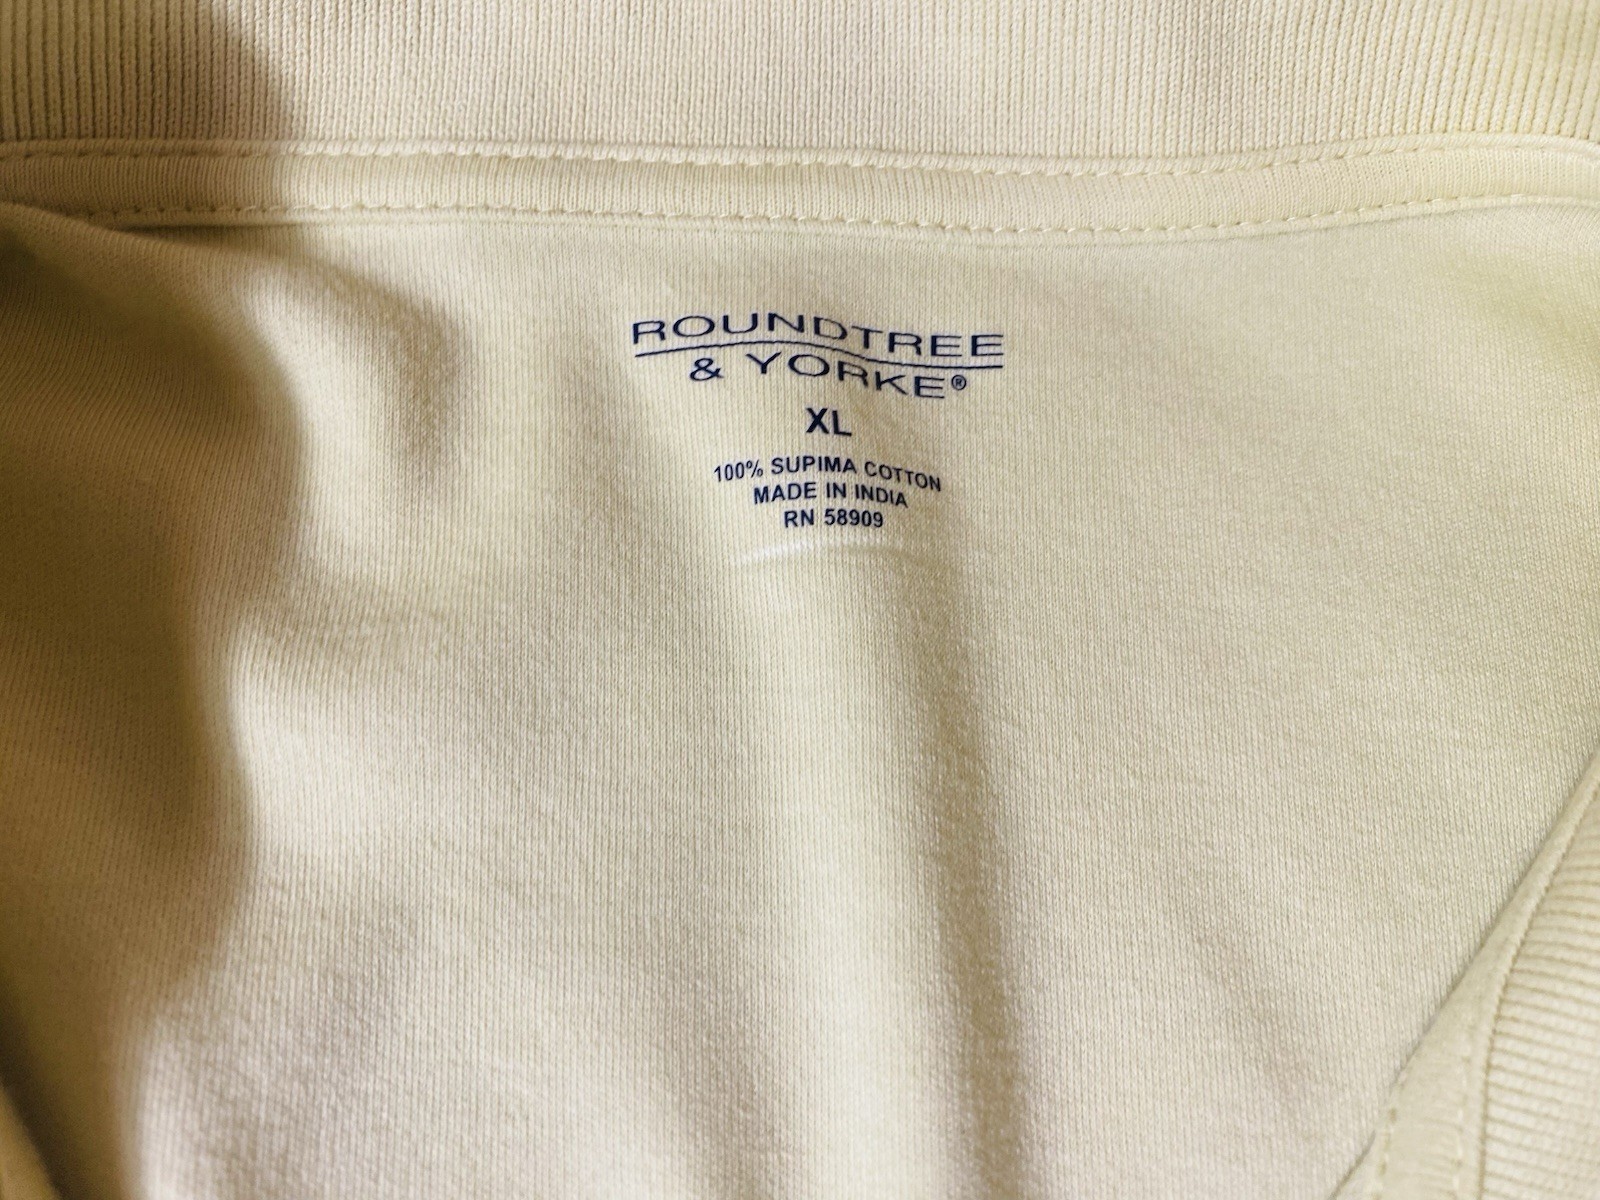 ROUNDTREE
& YORKE®
XL
100% SUPIMA COTTON
MADE IN INDIA
RN 58909